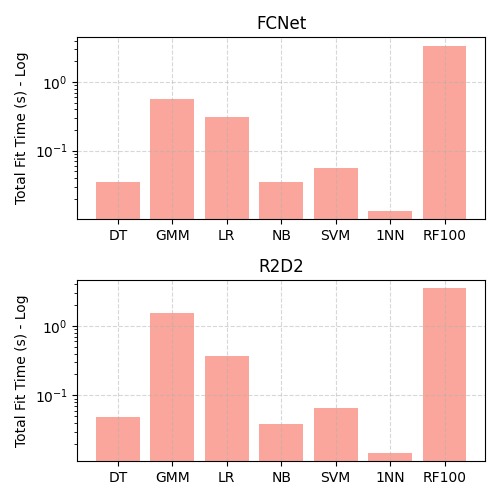 FCNet
Total Fit Time (s) - Log
10⁰
10⁻¹
DT GMM LR NB SVM 1NN RF100
R2D2
Total Fit Time (s) - Log
10⁰
10⁻¹
DT GMM LR NB SVM 1NN RF100